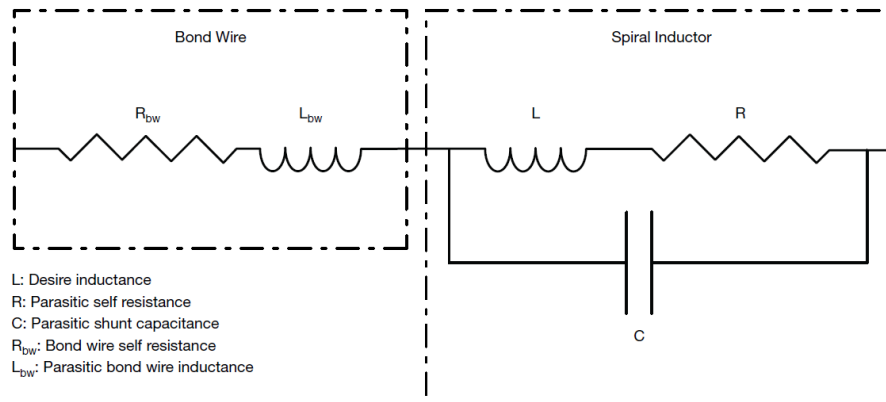 Bond Wire
Spiral Inductor
Rbw
Lbw
L
R
C
L: Desire inductance
R: Parasitic self resistance
C: Parasitic shunt capacitance
Rbw: Bond wire self resistance
Lbw: Parasitic bond wire inductance